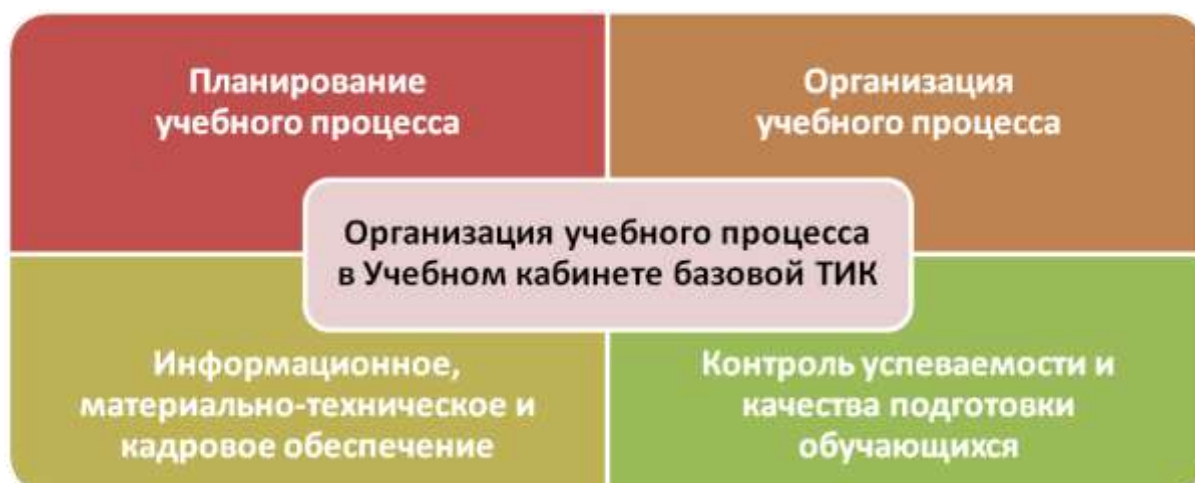 Планирование
учебного процесса
Организация
учебного процесса
Организация учебного процесса
в Учебном кабинете базовой ТИК
Информационное,
материально-техническое и
кадровое обеспечение
Контроль успеваемости и
качества подготовки
обучающихся